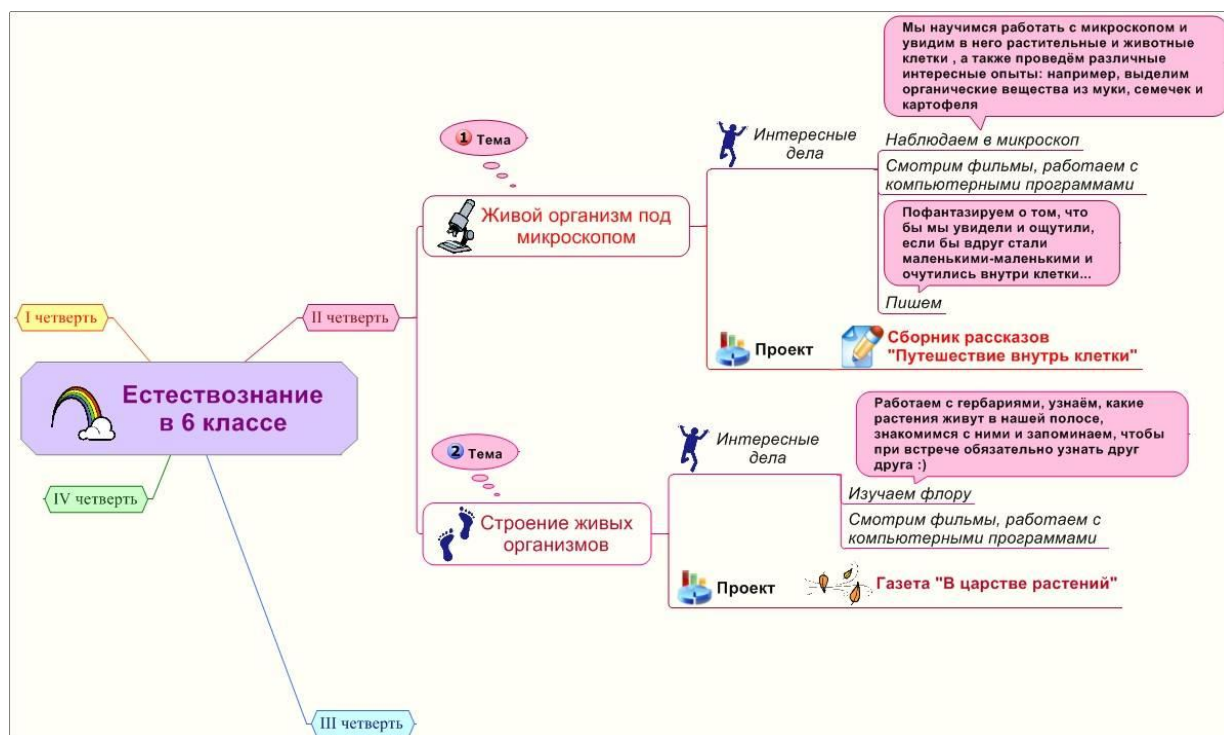 Естествознание
в 6 классе
I четверть
II четверть
1 Тема
Живой организм под
микроскопом
Интересные
дела
Мы научимся работать с микроскопом и
увидим в него растительные и животные
клетки , а также проведём различные
интересные опыты: например, выделим
органические вещества из муки, семечек и
картофеля
Наблюдаем в микроскоп
Смотрим фильмы, работаем с
компьютерными программами
Пофантазируем о том, что
бы мы увидели и ощутили,
если бы вдруг стали
маленькими-маленькими и
очутились внутри клетки...
Пишем
Проект
Сборник рассказов
"Путешествие внутрь клетки"
2 Тема
Строение живых
организмов
Интересные
дела
Работаем с гербариями, узнаём, какие
растения живут в нашей полосе,
знакомимся с ними и запоминаем, чтобы
при встрече обязательно узнать друг
друга :)
Изучаем флору
Смотрим фильмы, работаем с
компьютерными программами
Проект
Газета "В царстве растений"
III четверть
IV четверть